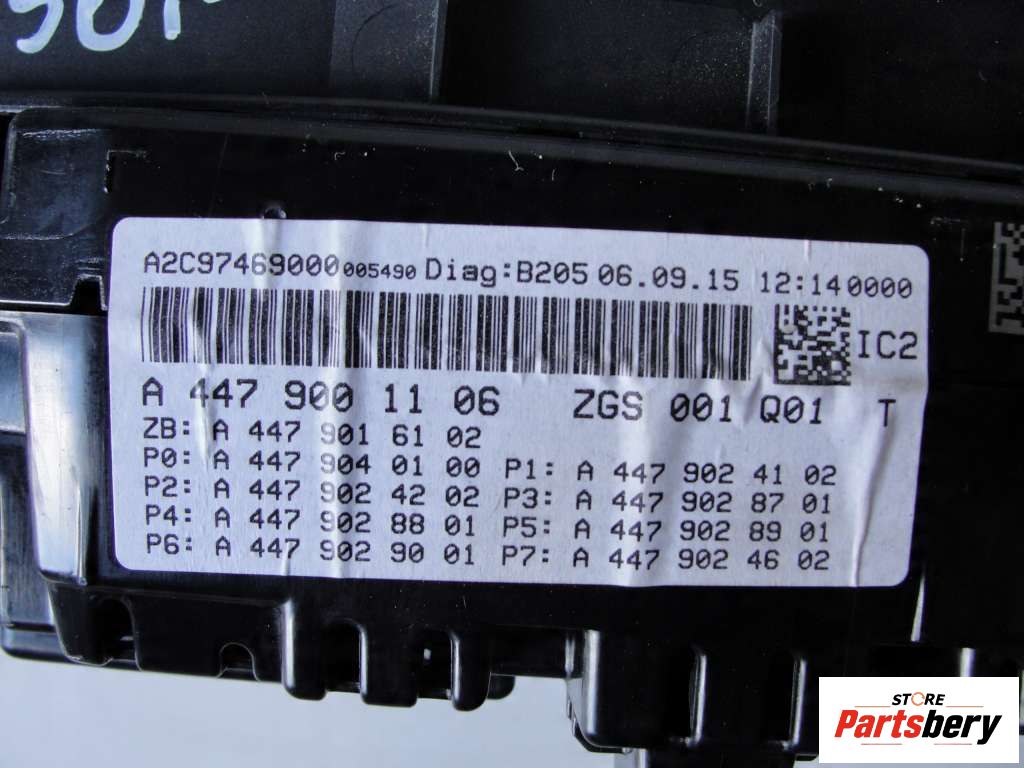 A2C97469000005490 Diag:B205 06.09.15 12:140000
IC2
A 447 900 11 06 ZGS 001 Q01 T
ZB: A 447 901 61 02
P0: A 447 904 01 00 P1: A 447 902 41 02
P2: A 447 902 42 02 P3: A 447 902 87 01
P4: A 447 902 88 01 P5: A 447 902 89 01
P6: A 447 902 90 01 P7: A 447 902 46 02
STORE
Partsbery